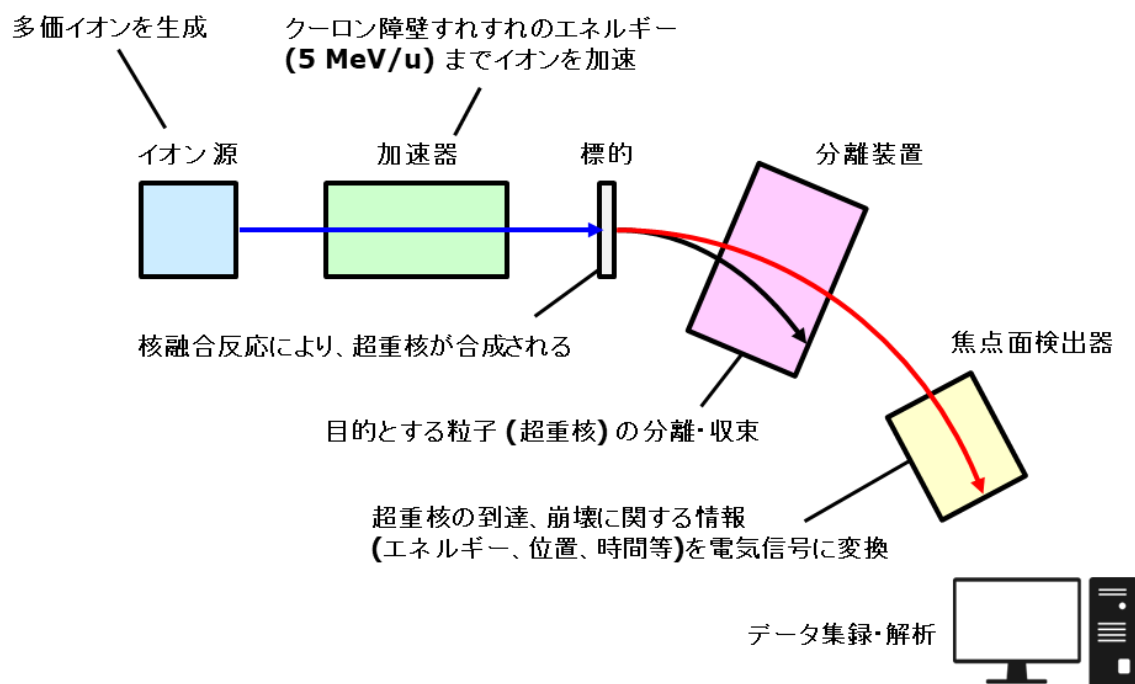 多価イオンを生成
クーロン障壁すれすれのエネルギー
(5 MeV/u) までイオンを加速
イオン源
加速器
標的
分離装置
核融合反応により、超重核が合成される
焦点面検出器
目的とする粒子 (超重核) の分離・収束
超重核の到達、崩壊に関する情報
(エネルギー、位置、時間等)を電気信号に変換
データ集録・解析